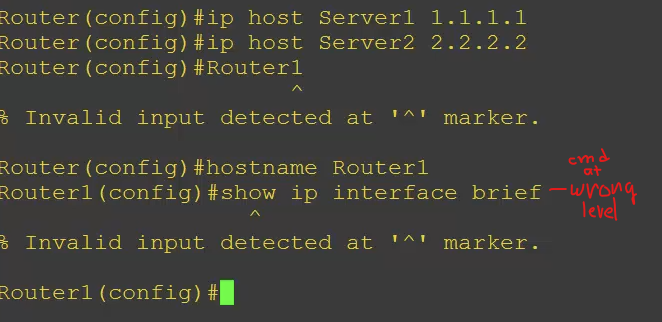 Router(config)#ip host Server1 1.1.1.1
Router(config)#ip host Server2 2.2.2.2
Router(config)#Router1
^
% Invalid input detected at '^' marker.
Router(config)#hostname Router1
Router1(config)#show ip interface brief
cmd
at
wrong
level
^
% Invalid input detected at '^' marker.
Router1(config)#